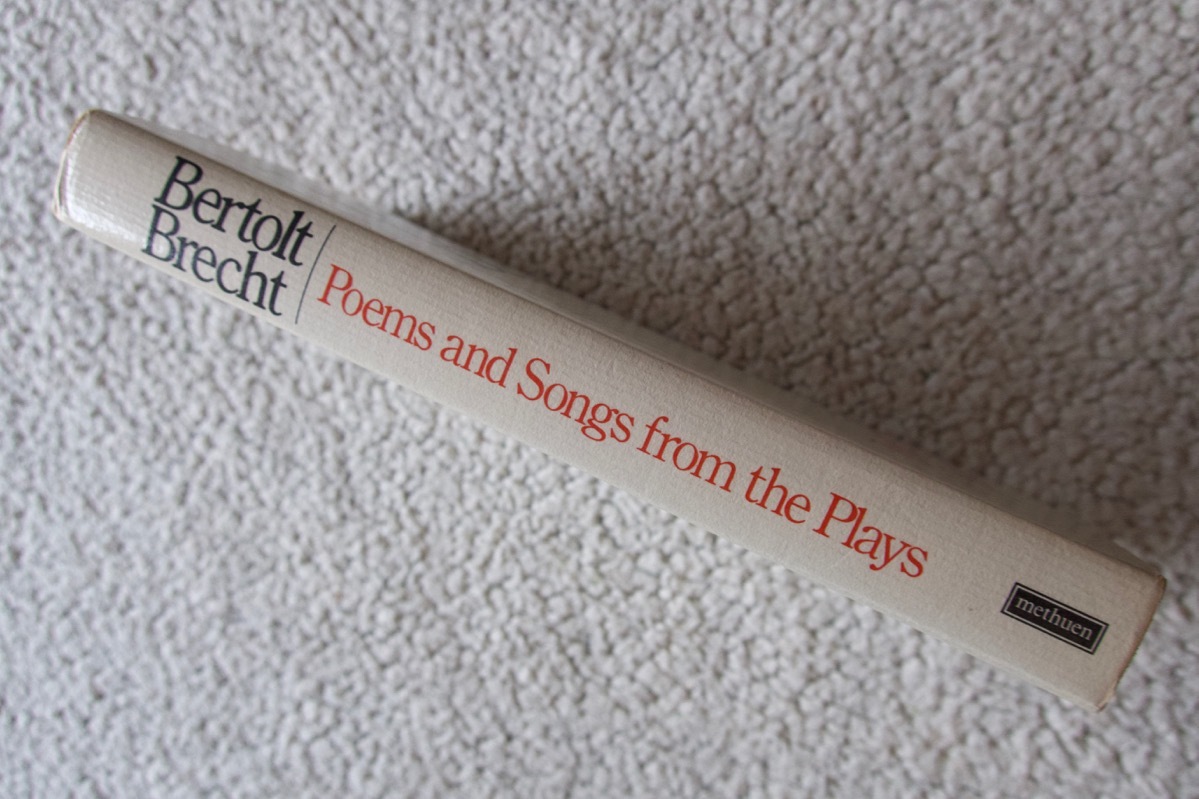 Bertolt
Brecht
Poems and Songs from the Plays
methuen